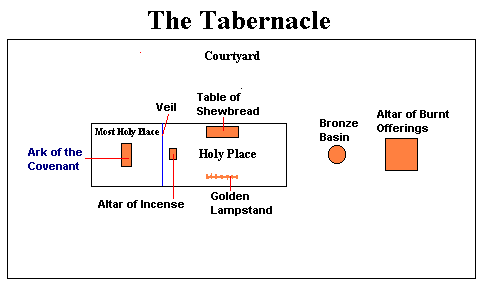 The Tabernacle
Courtyard
Table of
Shewbread
Veil
Most Holy Place
Ark of the
Covenant
Holy Place
Altar of Incense
Golden
Lampstand
Bronze
Basin
Altar of Burnt
Offerings